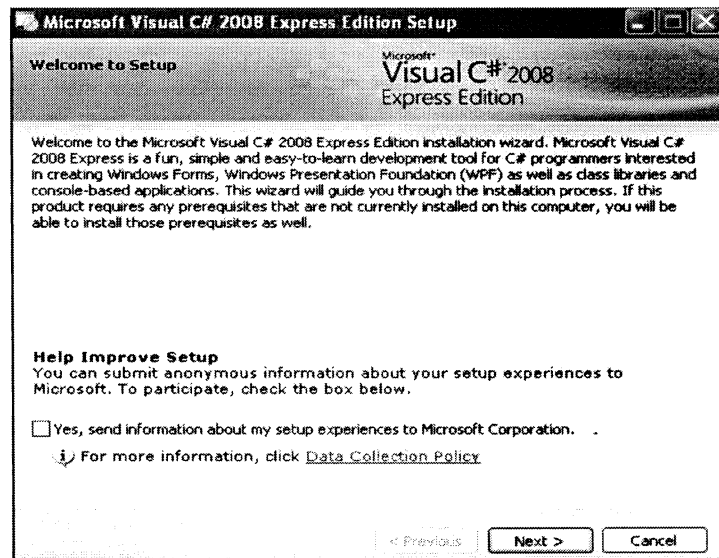 Microsoft Visual C# 2008 Express Edition Setup
Welcome to Setup
Microsoft
Visual C# 2008
Express Edition
Welcome to the Microsoft Visual C# 2008 Express Edition installation wizard. Microsoft Visual C#
2008 Express is a fun, simple and easy-to-learn development tool for C# programmers interested
in creating Windows Forms, Windows Presentation Foundation (WPF) as well as class libraries and
console-based applications. This wizard will guide you through the installation process. If this
product requires any prerequisites that are not currently installed on this computer, you will be
able to install those prerequisites as well.
Help Improve Setup
You can submit anonymous information about your setup experiences to
Microsoft. To participate, check the box below.
Yes, send information about my setup experiences to Microsoft Corporation.
For more information, click Data Collection Policy
< Previous Next > Cancel